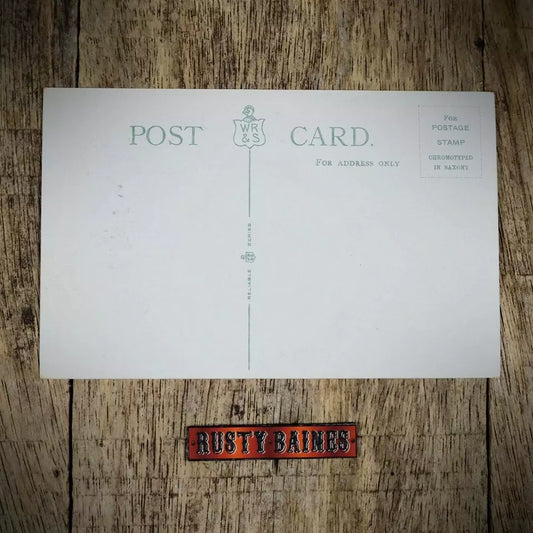 POST CARD.
WR
& S
FOR ADDRESS ONLY
FOR
POSTAGE
STAMP
CHROMOTYPED
IN SAXONY
RELIABLE SERIES
RUSTY·BAINES